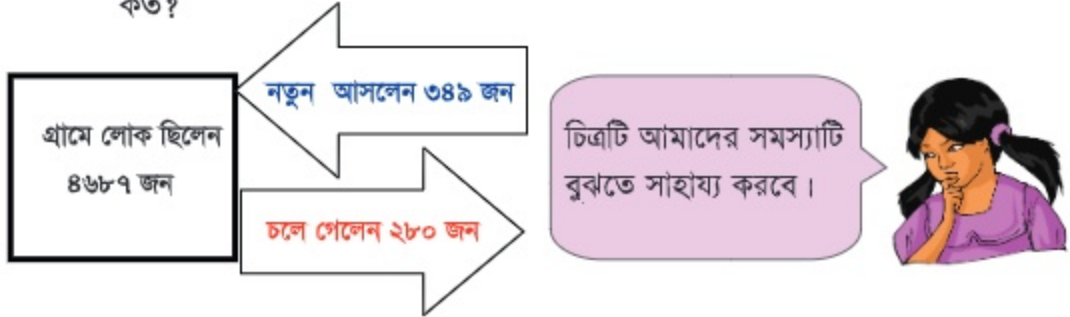 কত?
নতুন আসলেন ৩৪৯ জন
গ্রামে লোক ছিলেন
৪৬৮৭ জন
চলে গেলেন ২৮০ জন
চিত্রটি আমাদের সমস্যাটি
বুঝতে সাহায্য করবে।